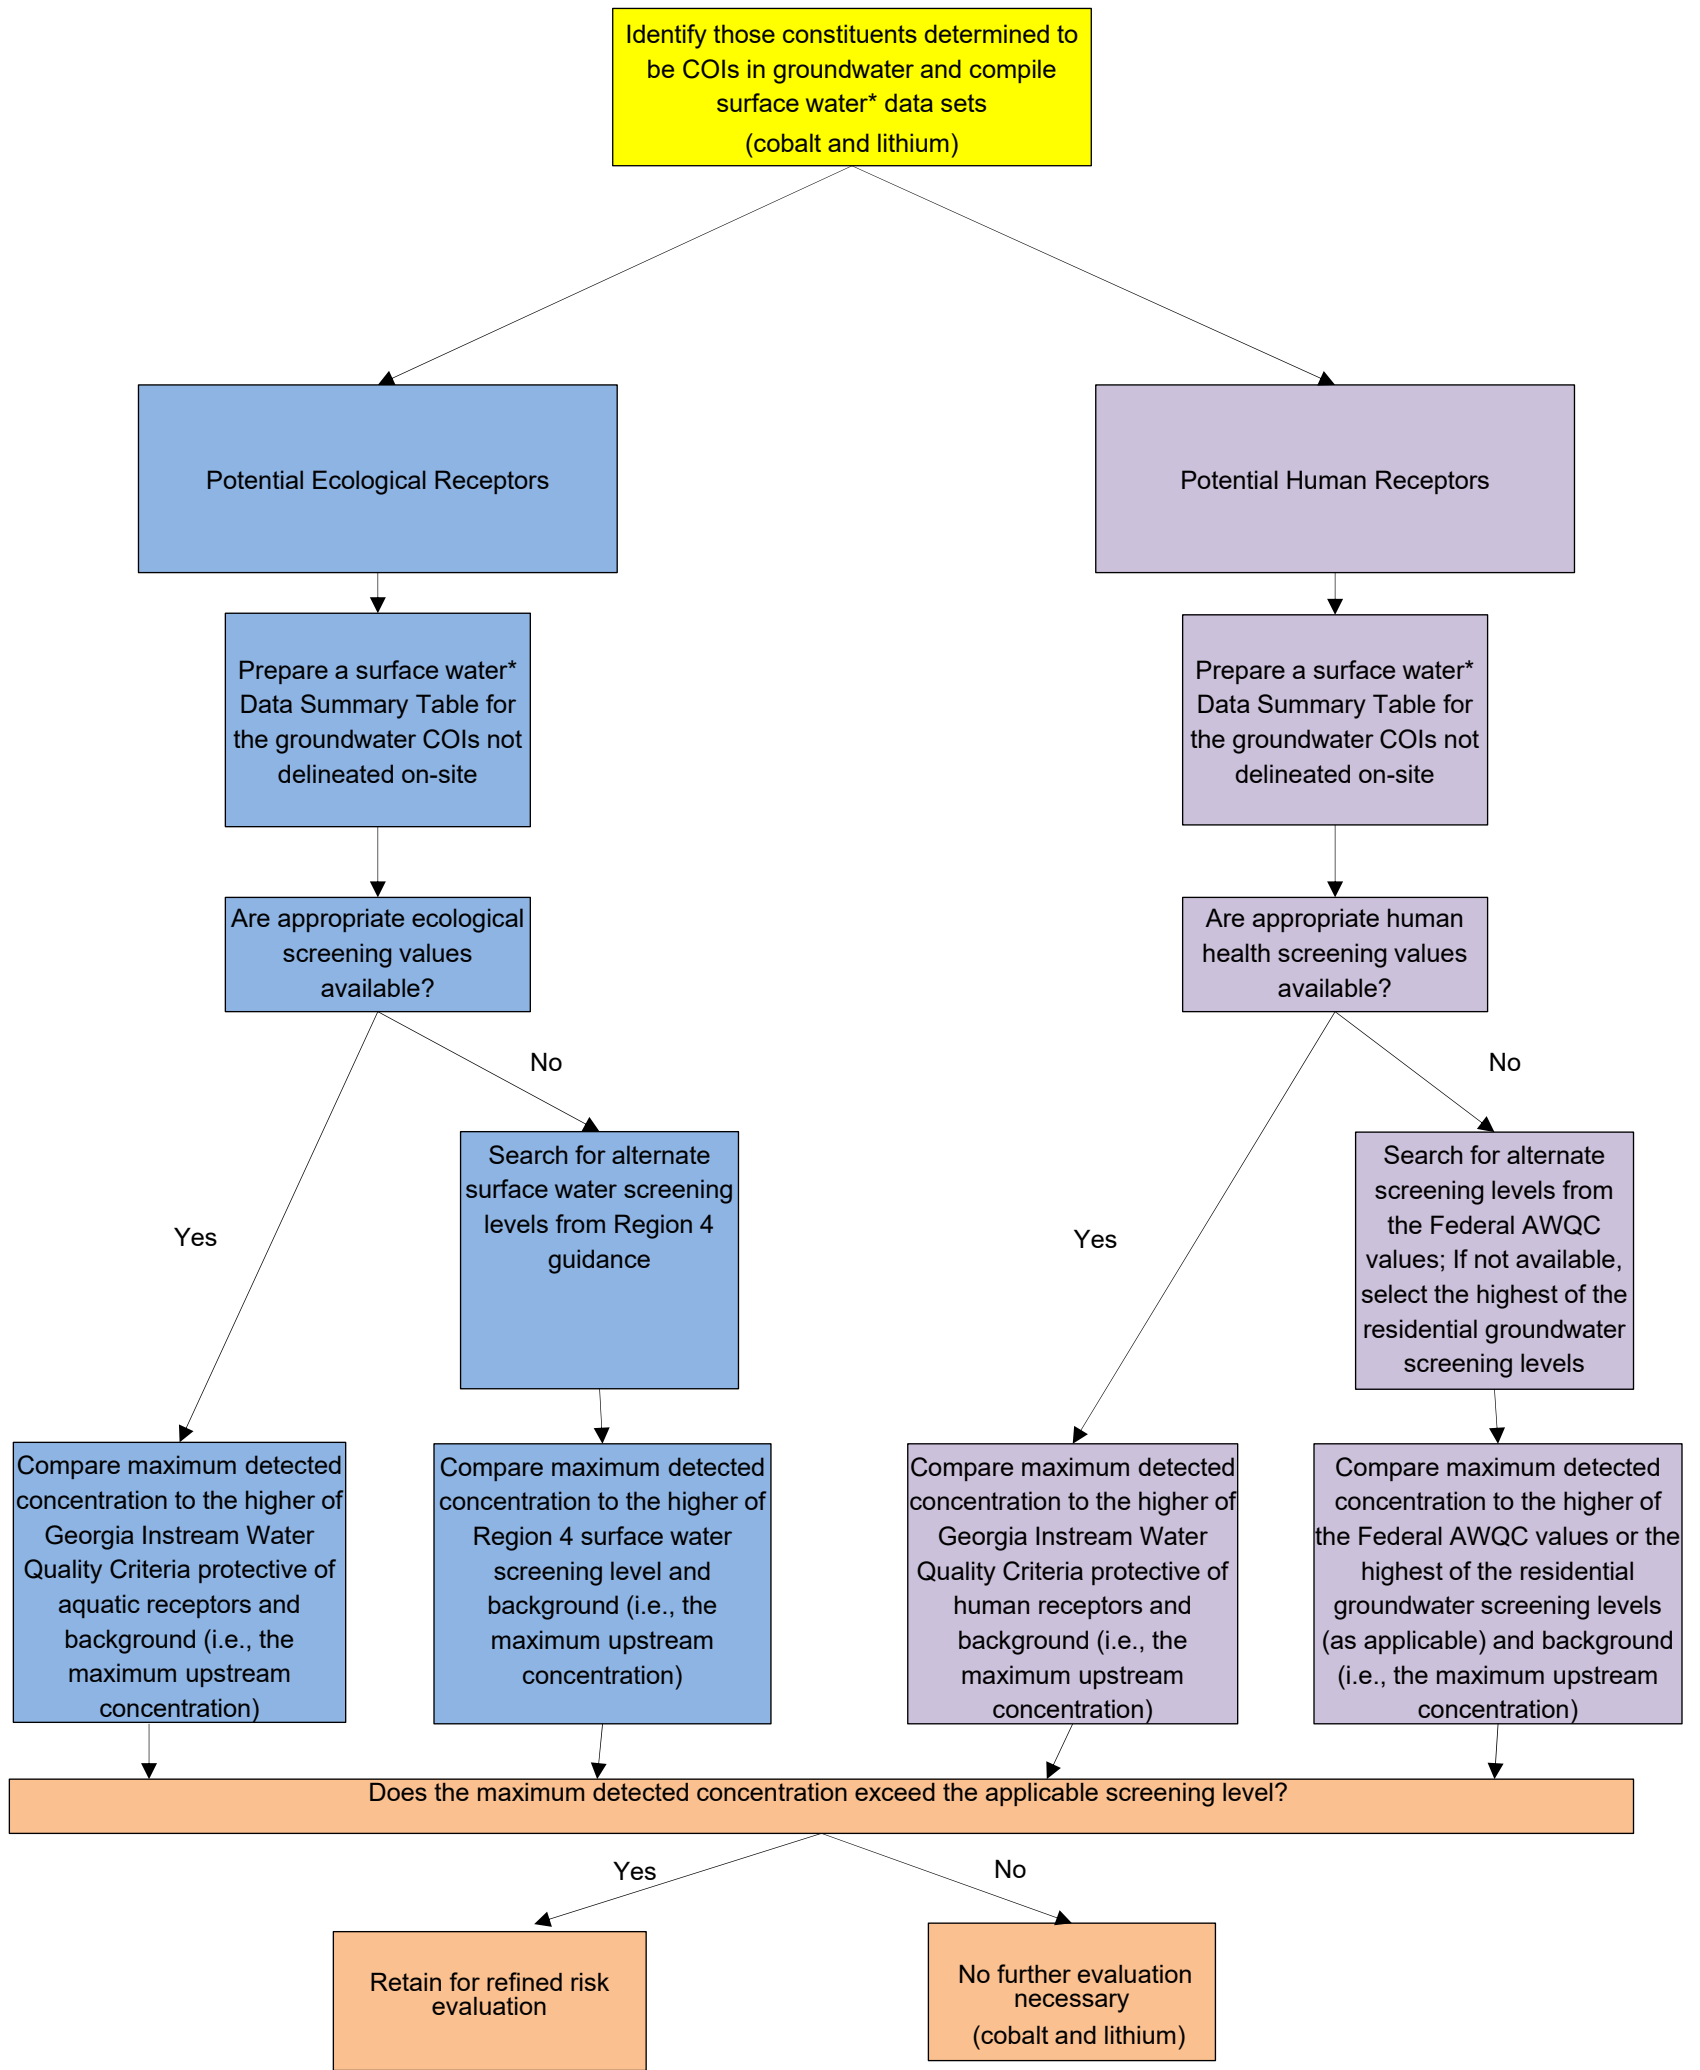 Identify those constituents determined to
be COIs in groundwater and compile
surface water* data sets
(cobalt and lithium)
Potential Ecological Receptors
Potential Human Receptors
Prepare a surface water*
Data Summary Table for
the groundwater COIs not
delineated on-site
Prepare a surface water*
Data Summary Table for
the groundwater COIs not
delineated on-site
Are appropriate ecological
screening values
available?
Are appropriate human
health screening values
available?
No
No
Search for alternate
surface water screening
levels from Region 4
guidance
Search for alternate
screening levels from
the Federal AWQC
values; If not available,
select the highest of the
residential groundwater
screening levels
Yes
Yes
Compare maximum detected
concentration to the higher of
Georgia Instream Water
Quality Criteria protective of
aquatic receptors and
background (i.e., the
maximum upstream
concentration)
Compare maximum detected
concentration to the higher of
Region 4 surface water
screening level and
background (i.e., the
maximum upstream
concentration)
Compare maximum detected
concentration to the higher of
Georgia Instream Water
Quality Criteria protective of
human receptors and
background (i.e., the
maximum upstream
concentration)
Compare maximum detected
concentration to the higher of
the Federal AWQC values or the
highest of the residential
groundwater screening levels
(as applicable) and background
(i.e., the maximum upstream
concentration)
Does the maximum detected concentration exceed the applicable screening level?
Yes
No
Retain for refined risk
evaluation
No further evaluation
necessary
(cobalt and lithium)